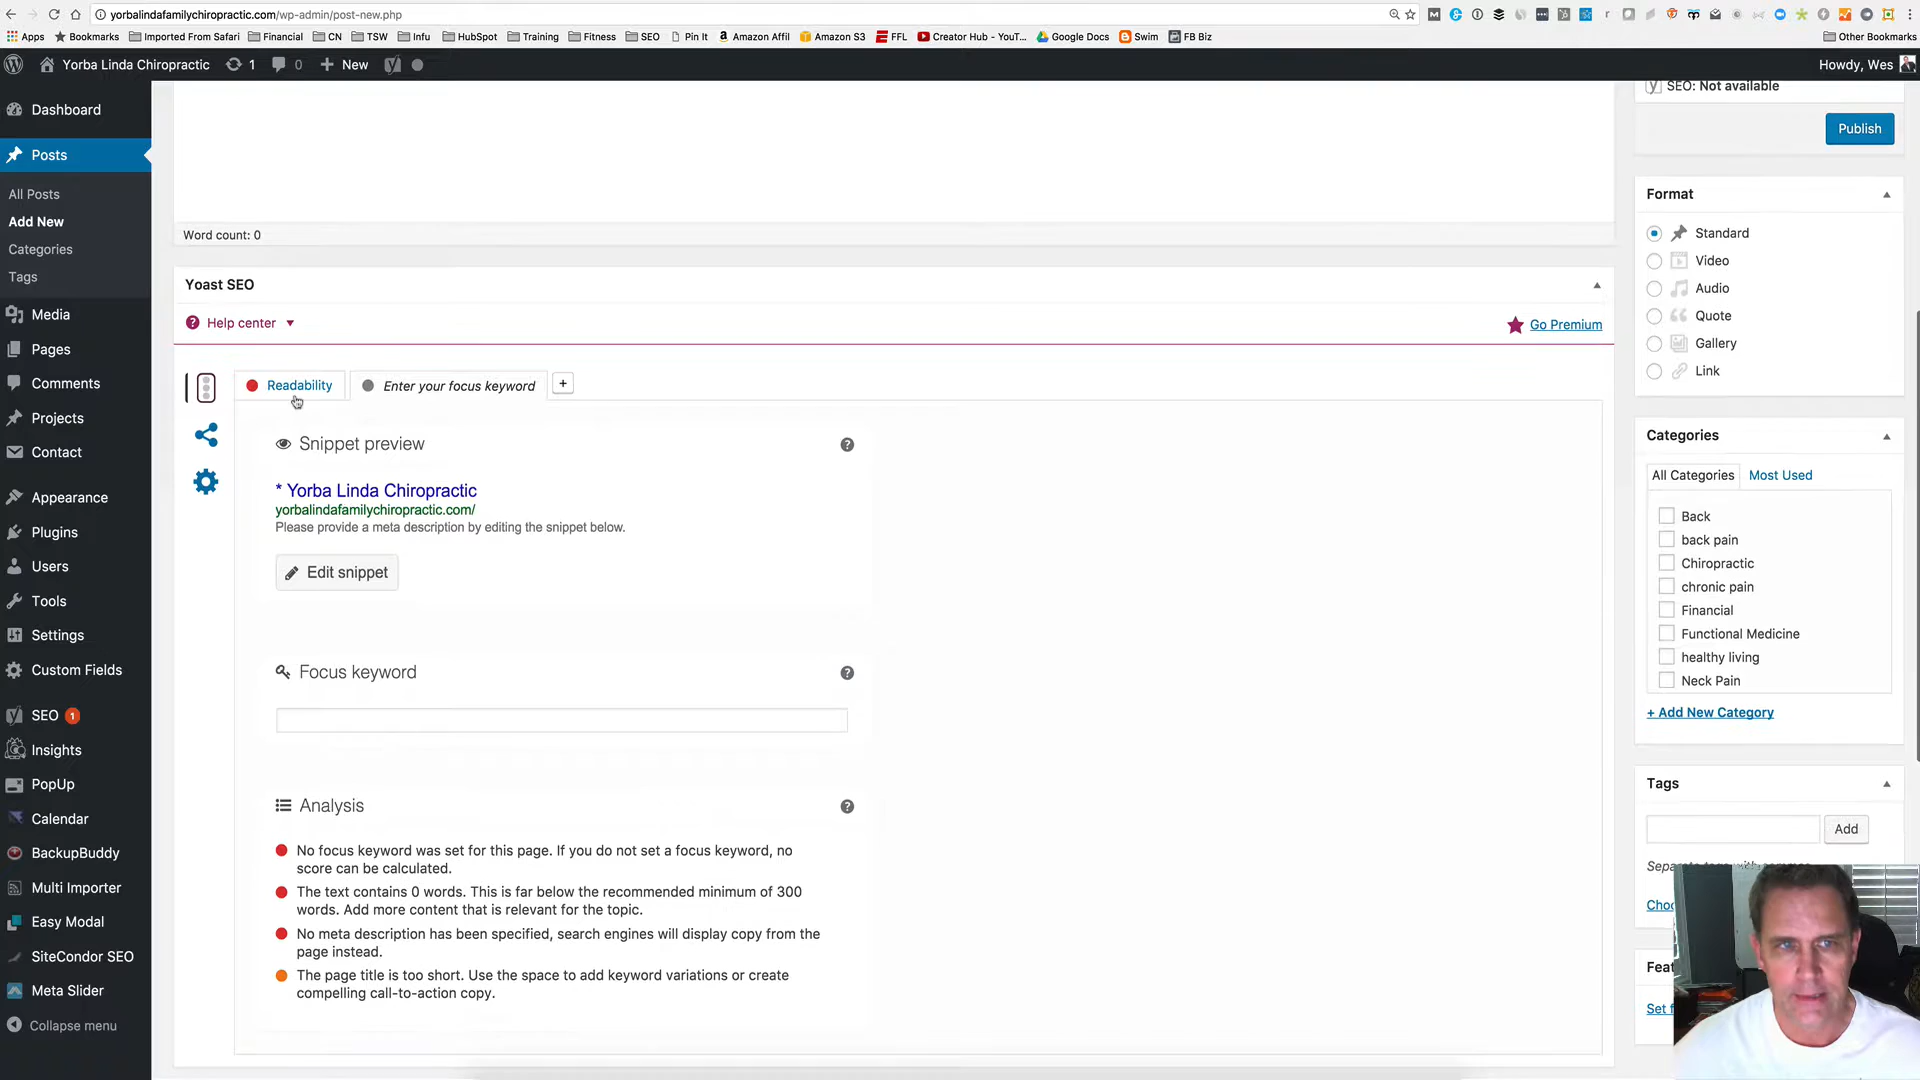 yorbalindafamilychiropractic.com/wp-admin/post-new.php
Apps Bookmarks Imported From Safari Financial CN TSW Infu HubSpot Training Fitness SEO Pin It Amazon Affil Amazon S3 FFL Creator Hub - YouT... Google Docs Swim FB Biz Other Bookmarks
Yorba Linda Chiropractic 1 0 New Howdy, Wes
Dashboard
Posts
All Posts
Add New
Categories
Tags
Media
Pages
Comments
Projects
Contact
Appearance
Plugins
Users
Tools
Settings
Custom Fields
SEO 1
Insights
PopUp
Calendar
BackupBuddy
Multi Importer
Easy Modal
SiteCondor SEO
Meta Slider
Collapse menu
Word count: 0
Yoast SEO
Help center
Go Premium
Readability
Enter your focus keyword
+
Snippet preview
* Yorba Linda Chiropractic
yorbalindafamilychiropractic.com/
Please provide a meta description by editing the snippet below.
Edit snippet
Focus keyword
Analysis
No focus keyword was set for this page. If you do not set a focus keyword, no
score can be calculated.
The text contains 0 words. This is far below the recommended minimum of 300
words. Add more content that is relevant for the topic.
No meta description has been specified, search engines will display copy from the
page instead.
The page title is too short. Use the space to add keyword variations or create
compelling call-to-action copy.
SEO: Not available
Publish
Format
Standard
Video
Audio
Quote
Gallery
Link
Categories
All Categories
Most Used
Back
back pain
Chiropractic
chronic pain
Financial
Functional Medicine
healthy living
Neck Pain
+ Add New Category
Tags
Add